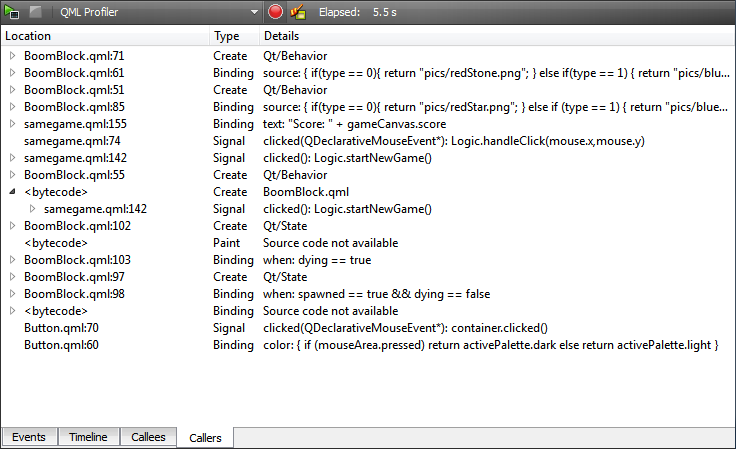 QML Profiler Elapsed: 5.5 s
Location Type Details
BoomBlock.qml:71 Create Qt/Behavior
BoomBlock.qml:61 Binding source: { if(type == 0){ return "pics/redStone.png"; } else if(type == 1) { return "pics/blue...
BoomBlock.qml:51 Create Qt/Behavior
BoomBlock.qml:85 Binding source: { if(type == 0){ return "pics/redStar.png"; } else if (type == 1) { return "pics/blue...
samegame.qml:155 Binding text: "Score: " + gameCanvas.score
samegame.qml:74 Signal clicked(QDeclarativeMouseEvent*): Logic.handleClick(mouse.x,mouse.y)
samegame.qml:142 Signal clicked(): Logic.startNewGame()
BoomBlock.qml:55 Create Qt/Behavior
<bytecode> Create BoomBlock.qml
samegame.qml:142 Signal clicked(): Logic.startNewGame()
BoomBlock.qml:102 Create Qt/State
<bytecode> Paint Source code not available
BoomBlock.qml:103 Binding when: dying == true
BoomBlock.qml:97 Create Qt/State
BoomBlock.qml:98 Binding when: spawned == true && dying == false
<bytecode> Binding Source code not available
Button.qml:70 Signal clicked(QDeclarativeMouseEvent*): container.clicked()
Button.qml:60 Binding color: { if (mouseArea.pressed) return activePalette.dark else return activePalette.light }
Events Timeline Callees Callers